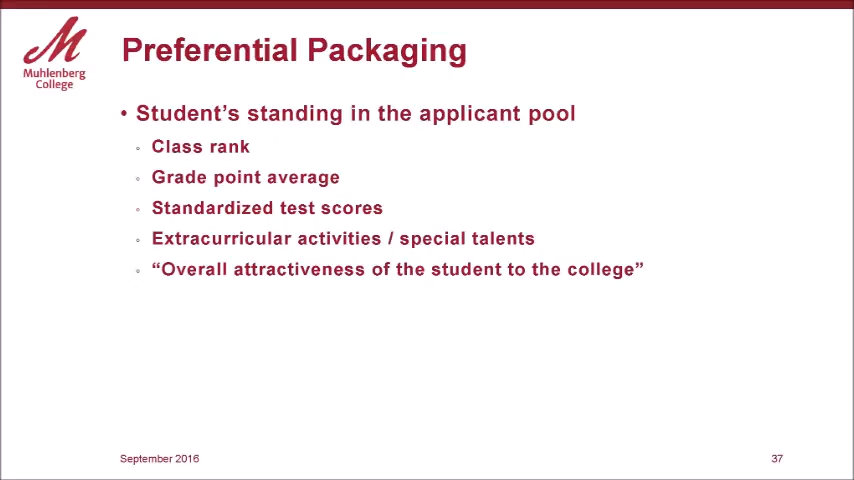 M
Muhlenberg
College
Preferential Packaging
• Student’s standing in the applicant pool
◦ Class rank
◦ Grade point average
◦ Standardized test scores
◦ Extracurricular activities / special talents
◦ “Overall attractiveness of the student to the college”
September 2016
37